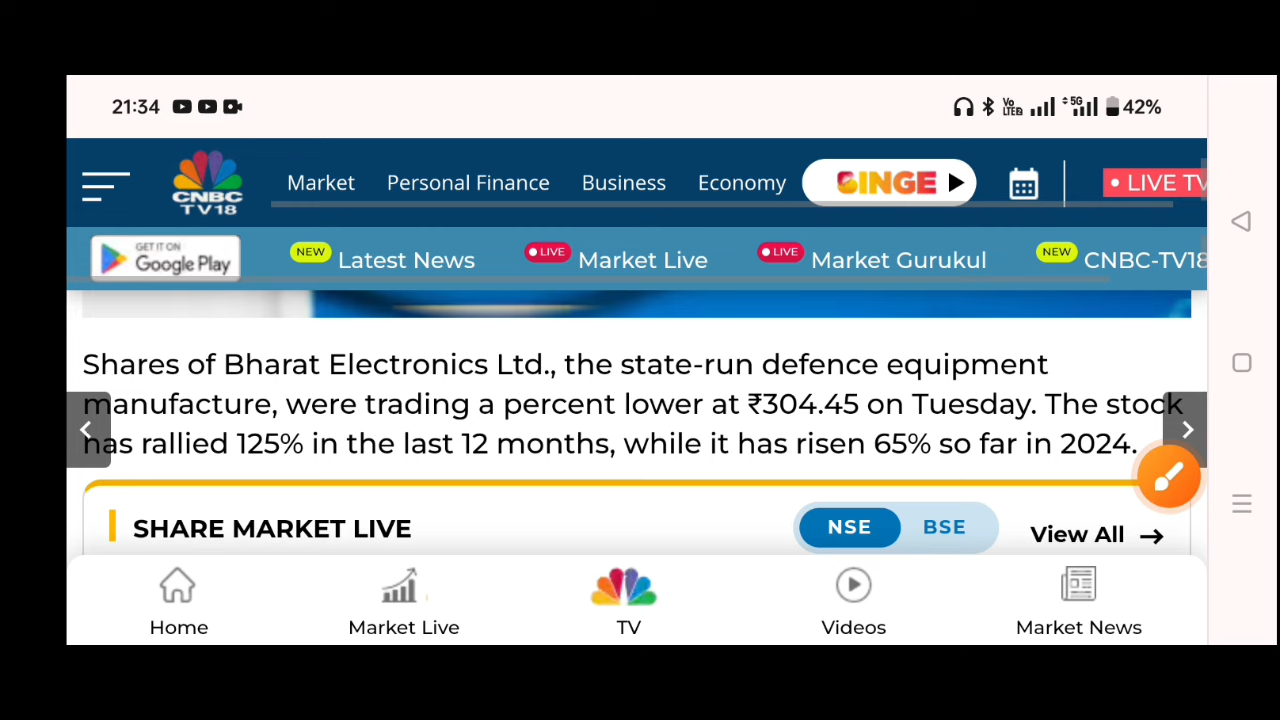 21:34 Vo LTE2 5G 42%
CNBC TV18 Market Personal Finance Business Economy BINGE LIVE TV
GET IT ON Google Play NEW Latest News LIVE Market Live LIVE Market Gurukul NEW CNBC-TV18
Shares of Bharat Electronics Ltd., the state-run defence equipment
manufacture, were trading a percent lower at ₹304.45 on Tuesday. The stock
has rallied 125% in the last 12 months, while it has risen 65% so far in 2024.
SHARE MARKET LIVE NSE BSE View All
Home Market Live TV Videos Market News